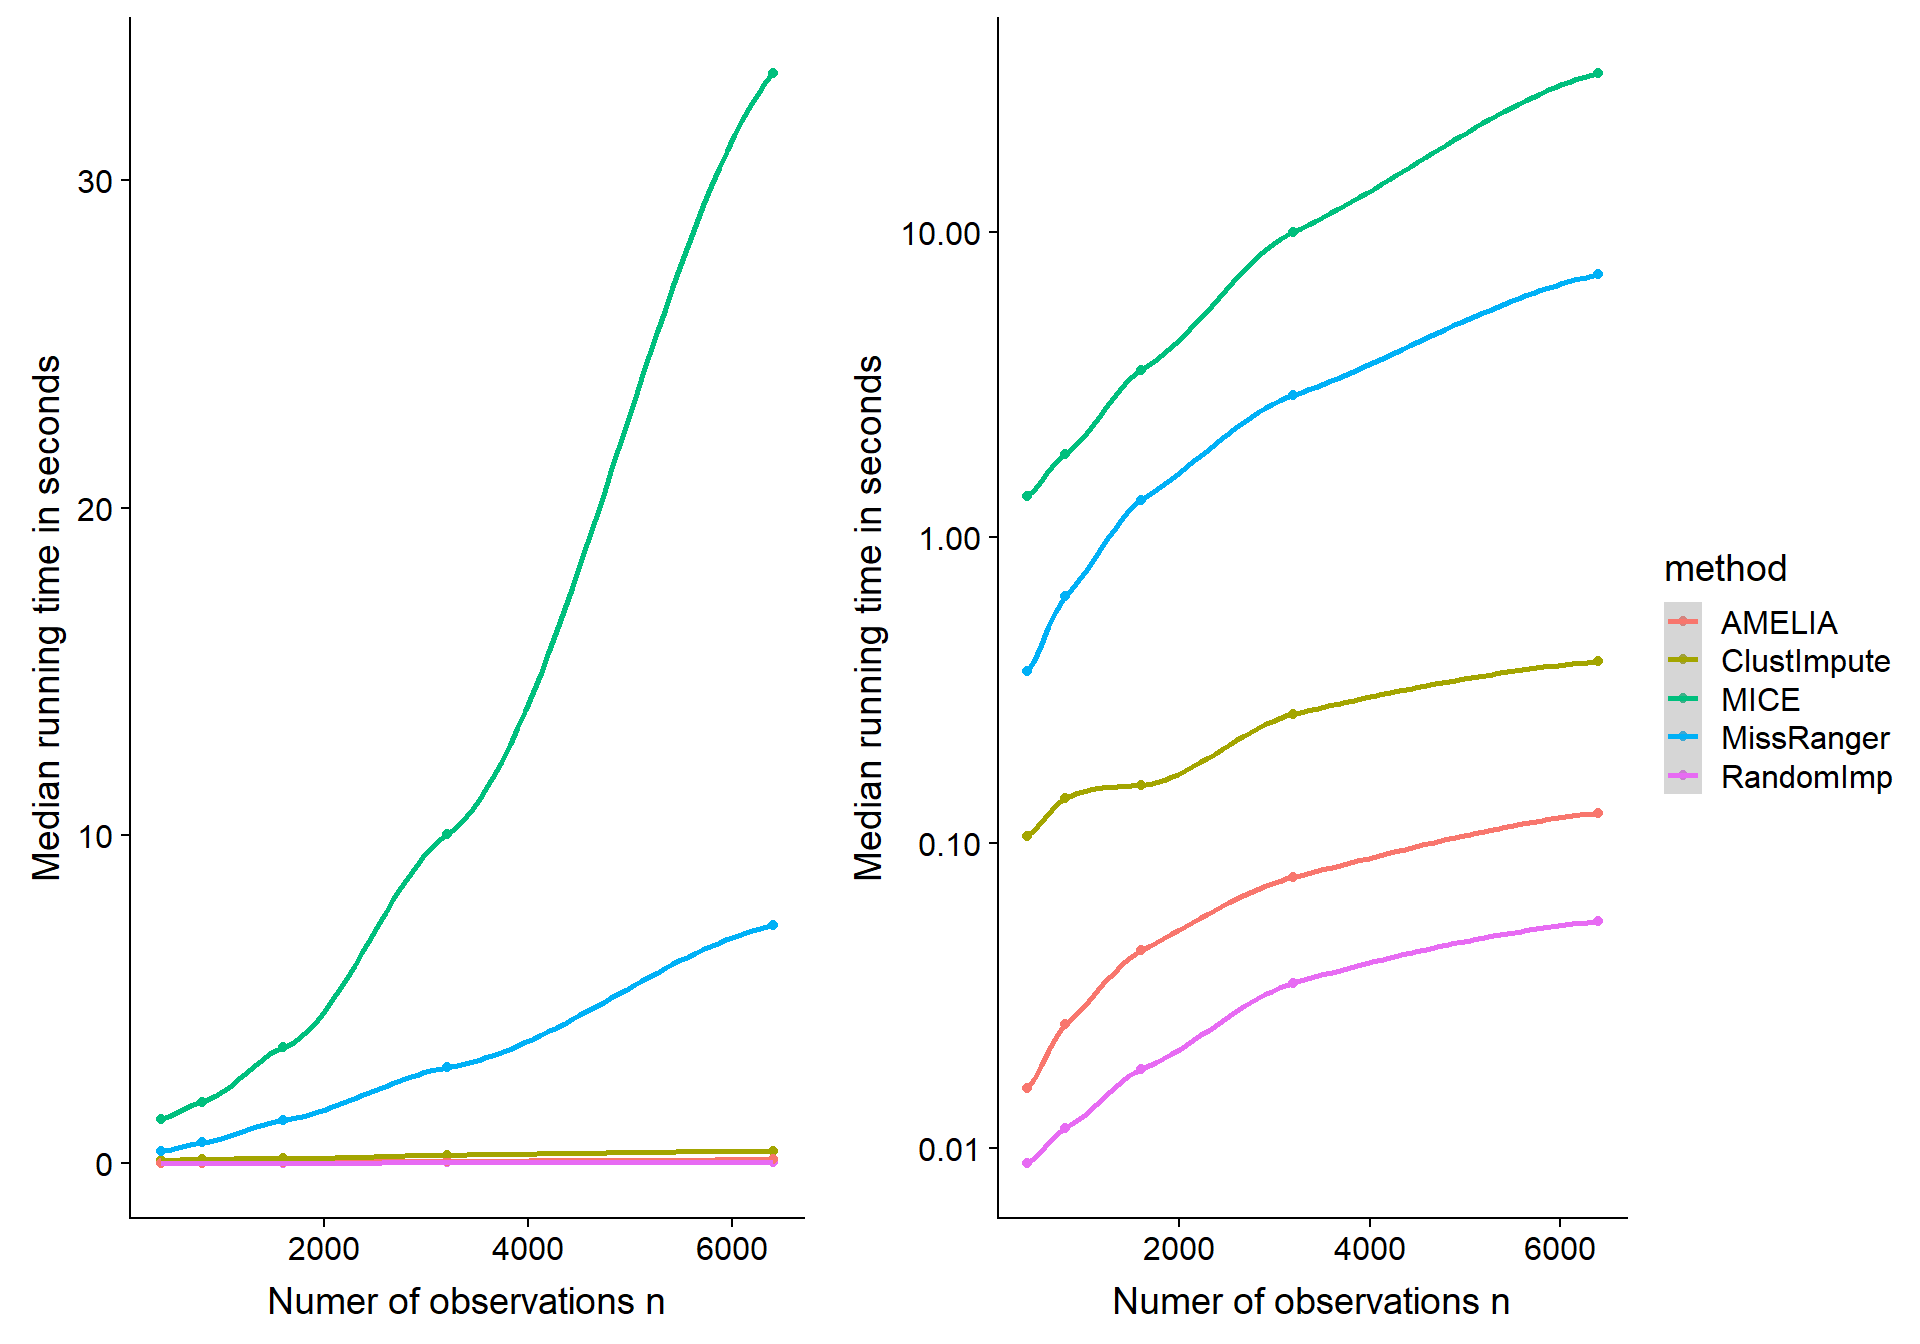 Median running time in seconds
30
20
10
0
2000
4000
6000
Numer of observations n
Median running time in seconds
10.00
1.00
0.10
0.01
2000
4000
6000
Numer of observations n
method
AMELIA
ClustImpute
MICE
MissRanger
RandomImp